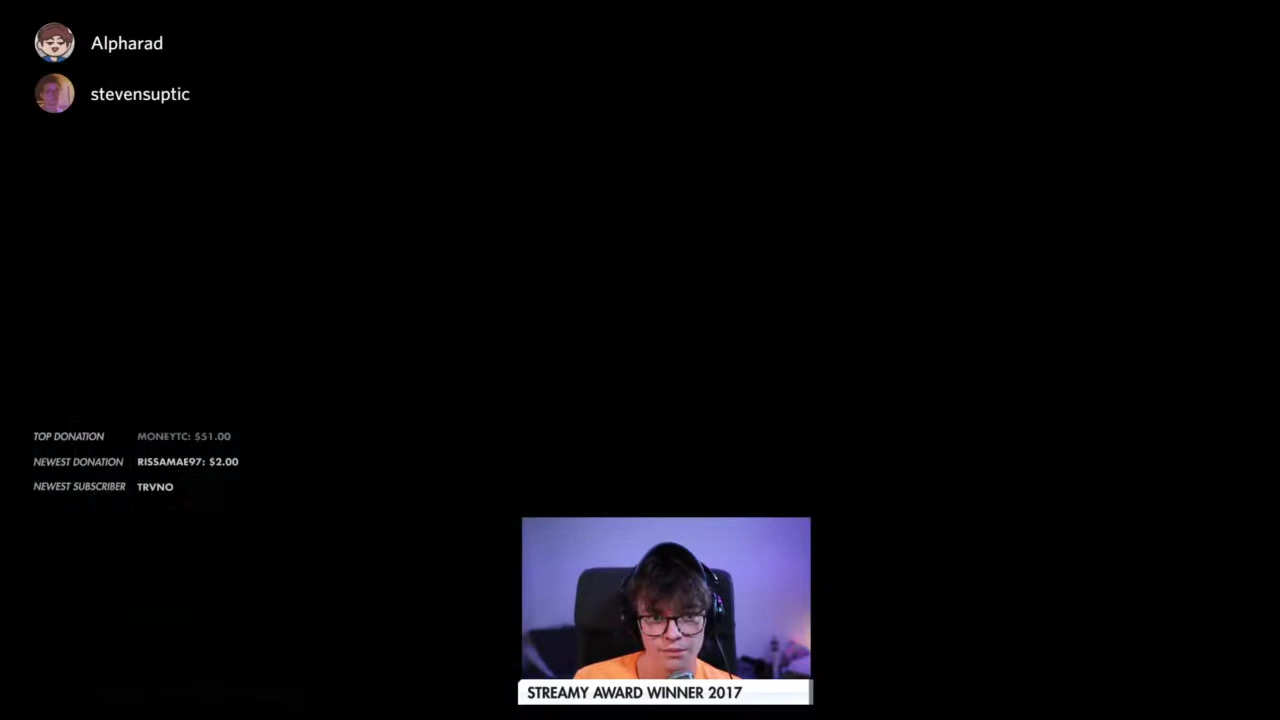 Alpharad
stevensuptic
TOP DONATION MONEYTC: $51.00
NEWEST DONATION RISSAMAE97: $2.00
NEWEST SUBSCRIBER TRVNO
STREAMY AWARD WINNER 2017